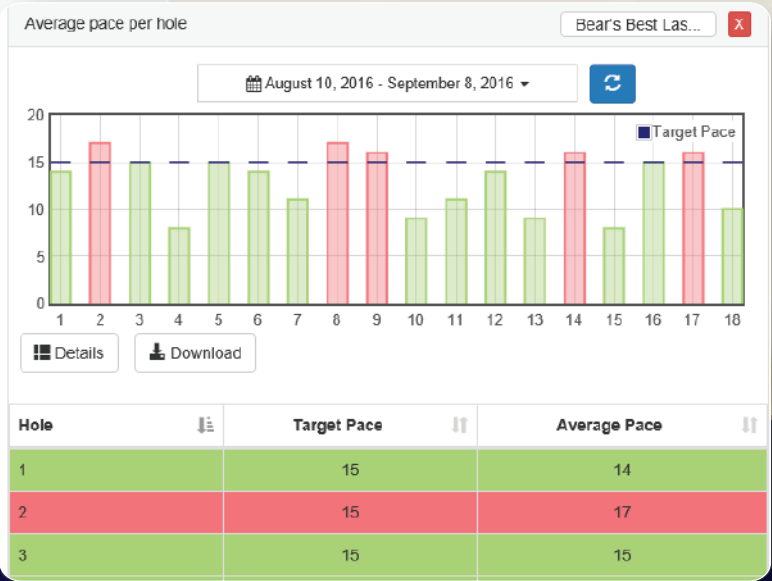 Average pace per hole Bear's Best Las... X
August 10, 2016 - September 8, 2016
20
Target Pace
15
10
5
0
1 2 3 4 5 6 7 8 9 10 11 12 13 14 15 16 17 18
Details Download
Hole Target Pace Average Pace
1 15 14
2 15 17
3 15 15